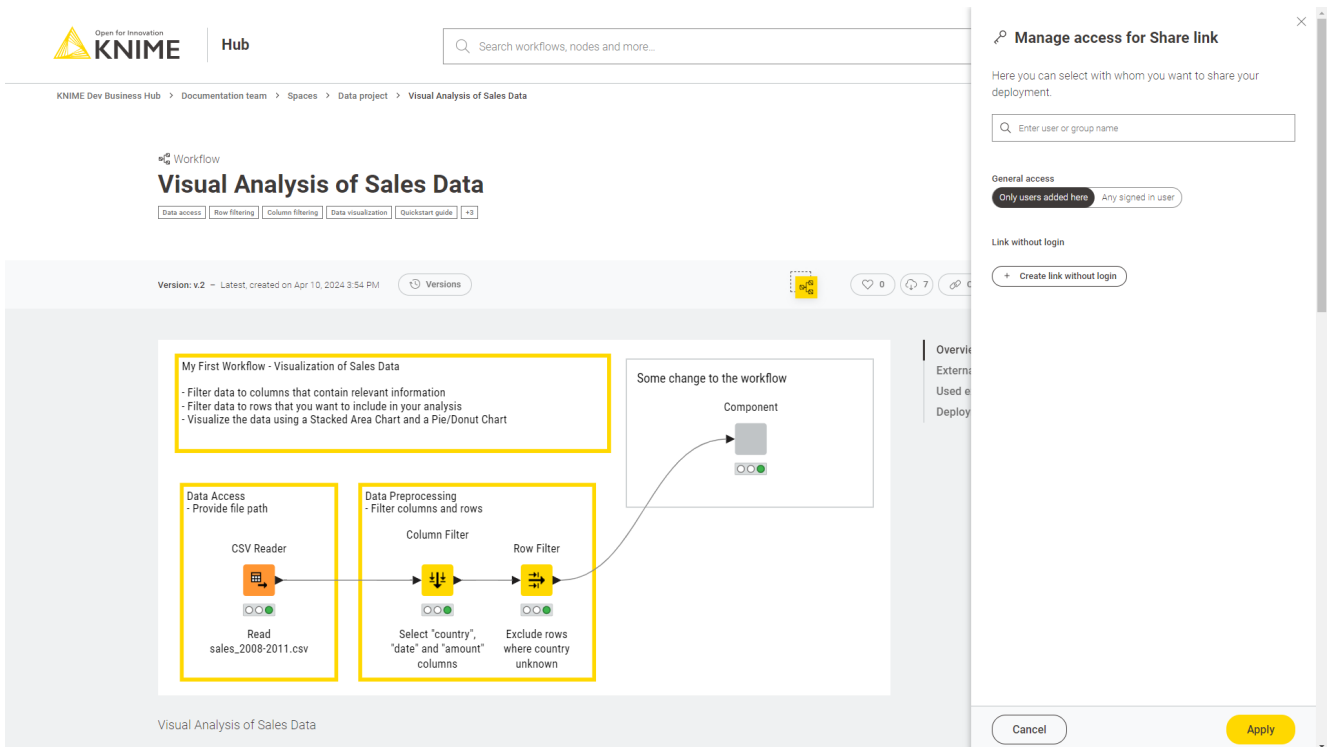 Open for Innovation
KNIME
Hub
Search workflows, nodes and more...
KNIME Dev Business Hub > Documentation team > Spaces > Data project > Visual Analysis of Sales Data
Workflow
Visual Analysis of Sales Data
Data access Row filtering Column filtering Data visualization Quickstart guide +3
Version: v.2 – Latest, created on Apr 10, 2024 3:54 PM Versions 0 7
My First Workflow - Visualization of Sales Data
- Filter data to columns that contain relevant information
- Filter data to rows that you want to include in your analysis
- Visualize the data using a Stacked Area Chart and a Pie/Donut Chart
Some change to the workflow
Component
Data Access
- Provide file path
CSV Reader
Read
sales_2008-2011.csv
Data Preprocessing
- Filter columns and rows
Column Filter
Select "country",
"date" and "amount"
columns
Row Filter
Exclude rows
where country
unknown
Overvie
Externa
Used e
Deploy
Visual Analysis of Sales Data
Manage access for Share link
Here you can select with whom you want to share your
deployment.
Enter user or group name
General access
Only users added here Any signed in user
Link without login
+ Create link without login
Cancel Apply